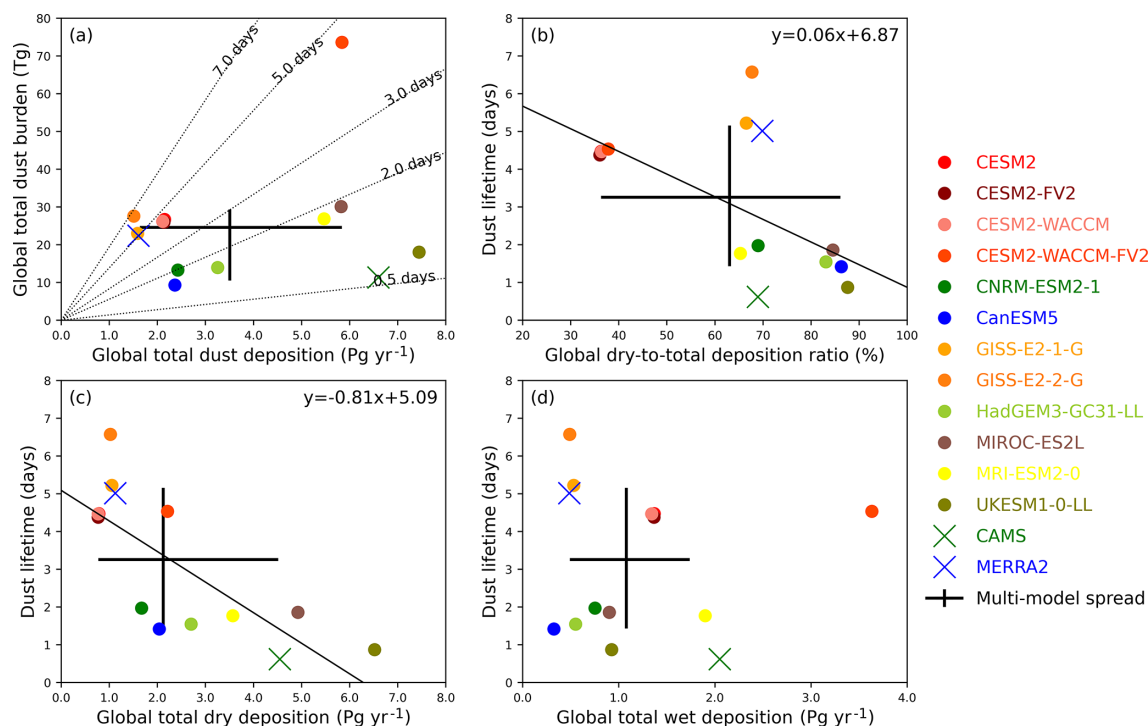 (a)
7.0 days
5.0 days
3.0 days
2.0 days
0.5 days
80
70
60
50
40
30
20
10
0
Global total dust burden (Tg)
0.0 1.0 2.0 3.0 4.0 5.0 6.0 7.0 8.0
Global total dust deposition (Pg yr⁻¹)
(b)
y=0.06x+6.87
8
7
6
5
4
3
2
1
0
Dust lifetime (days)
20 30 40 50 60 70 80 90 100
Global dry-to-total deposition ratio (%)
(c)
y=-0.81x+5.09
8
7
6
5
4
3
2
1
0
Dust lifetime (days)
0.0 1.0 2.0 3.0 4.0 5.0 6.0 7.0 8.0
Global total dry deposition (Pg yr⁻¹)
(d)
8
7
6
5
4
3
2
1
0
Dust lifetime (days)
0.0 1.0 2.0 3.0 4.0
Global total wet deposition (Pg yr⁻¹)
CESM2
CESM2-FV2
CESM2-WACCM
CESM2-WACCM-FV2
CNRM-ESM2-1
CanESM5
GISS-E2-1-G
GISS-E2-2-G
HadGEM3-GC31-LL
MIROC-ES2L
MRI-ESM2-0
UKESM1-0-LL
CAMS
MERRA2
Multi-model spread